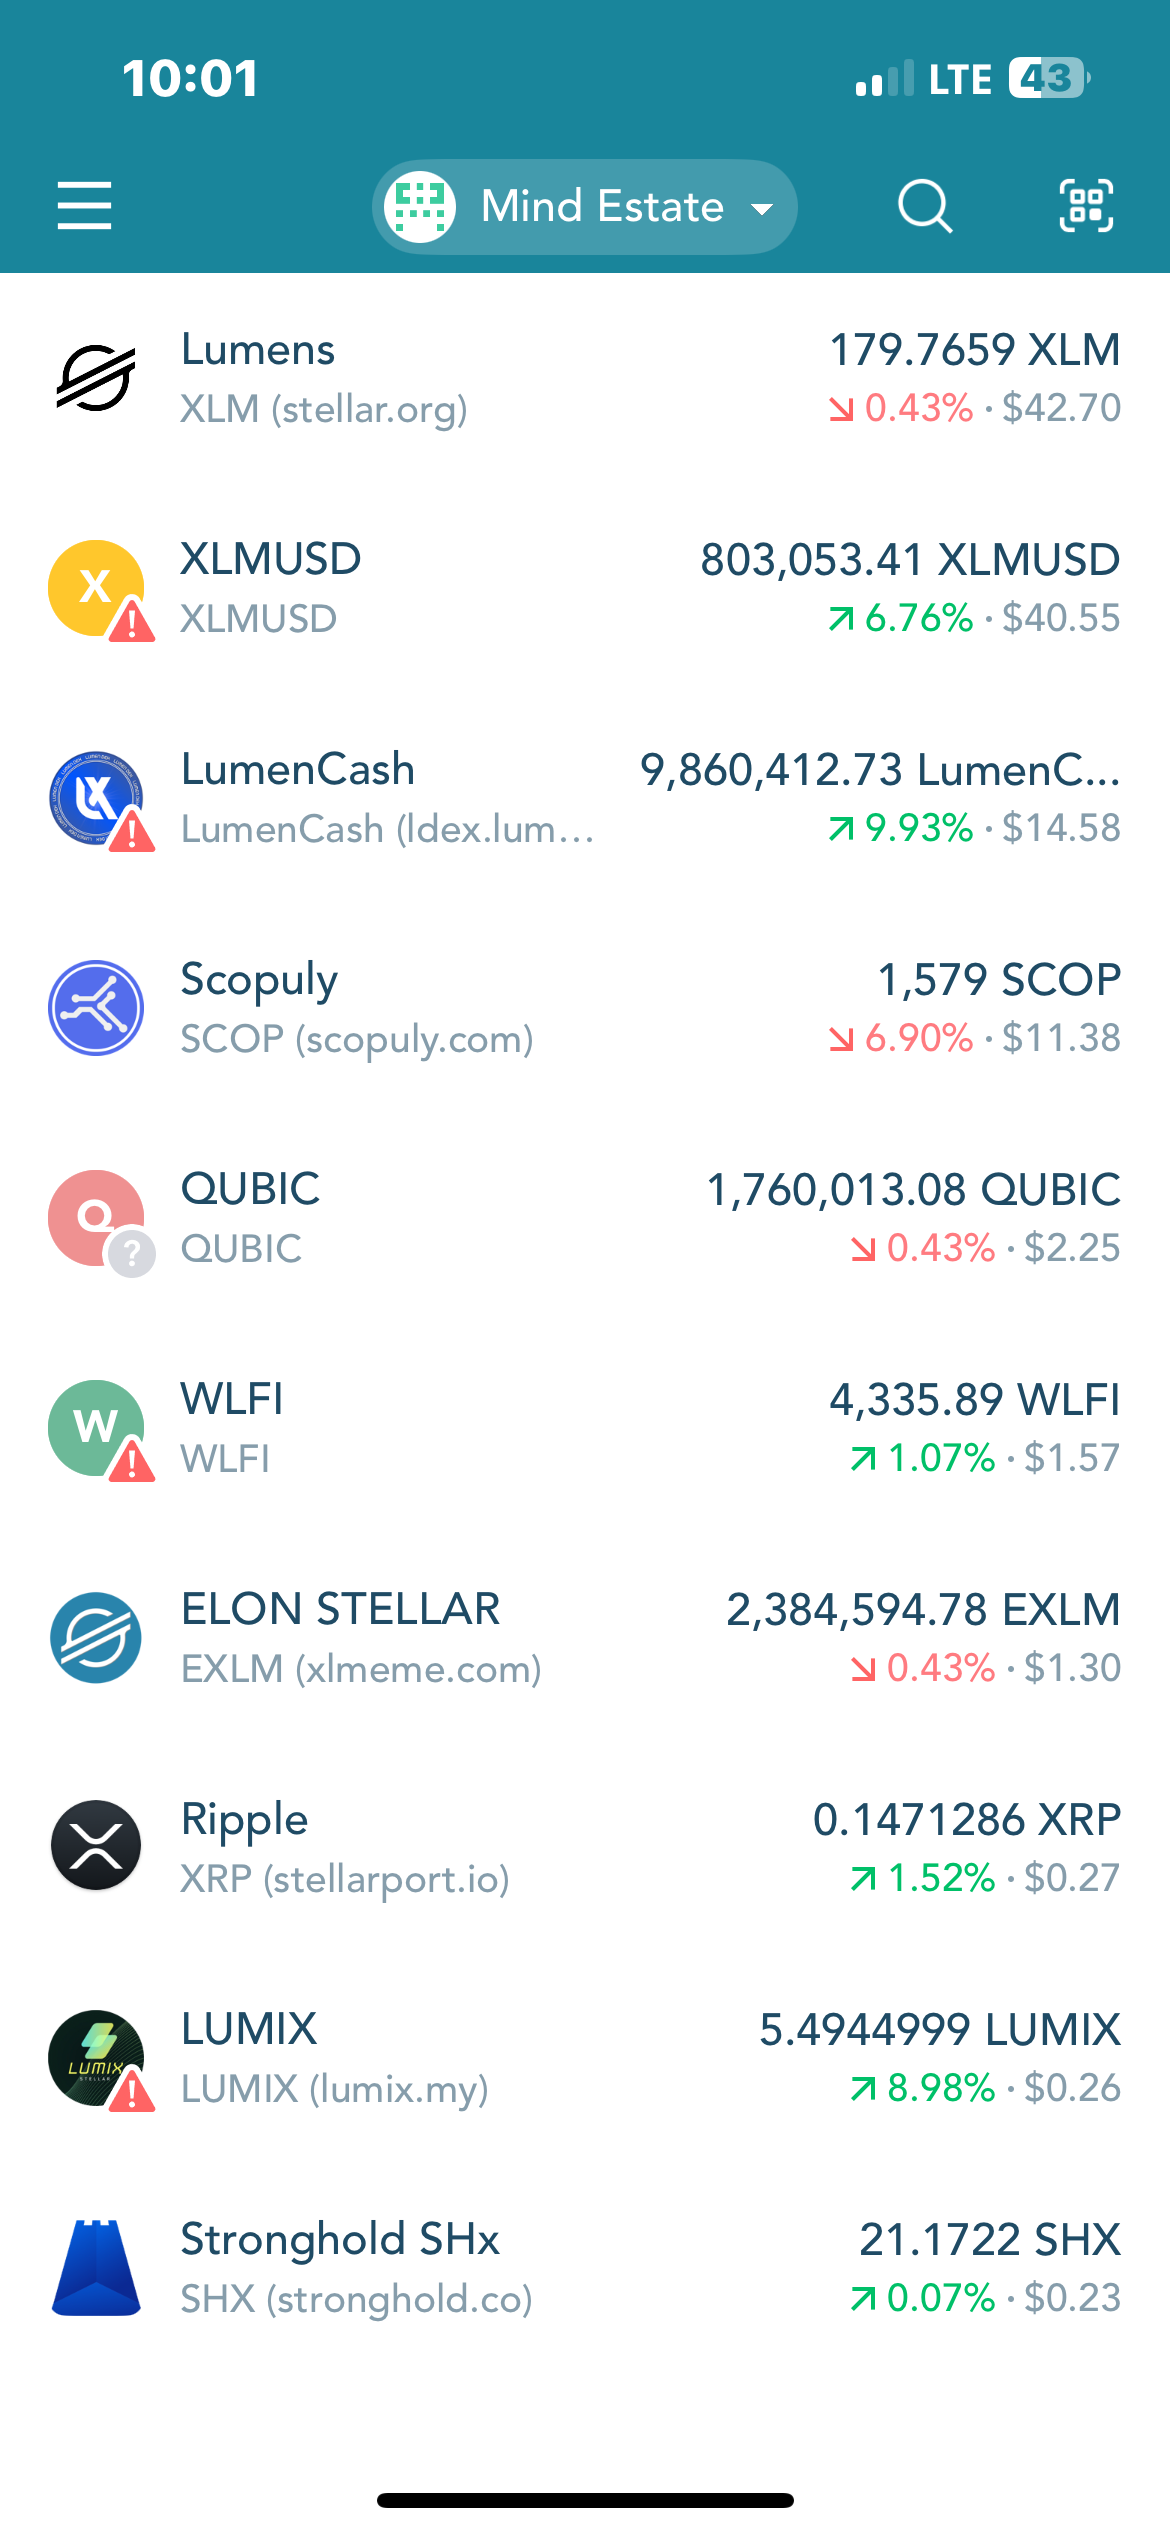 10:01 LTE 43
Mind Estate
Lumens 179.7659 XLM
XLM (stellar.org) 0.43% · $42.70
X XLMUSD 803,053.41 XLMUSD
XLMUSD 6.76% · $40.55
LumenCash 9,860,412.73 LumenC...
LumenCash (ldex.lum... 9.93% · $14.58
Scopuly 1,579 SCOP
SCOP (scopuly.com) 6.90% · $11.38
Q QUBIC 1,760,013.08 QUBIC
? QUBIC 0.43% · $2.25
W WLFI 4,335.89 WLFI
WLFI 1.07% · $1.57
ELON STELLAR 2,384,594.78 EXLM
EXLM (xlmeme.com) 0.43% · $1.30
Ripple 0.1471286 XRP
XRP (stellarport.io) 1.52% · $0.27
LUMIX 5.4944999 LUMIX
LUMIX STELLAR
LUMIX (lumix.my) 8.98% · $0.26
Stronghold SHx 21.1722 SHX
SHX (stronghold.co) 0.07% · $0.23